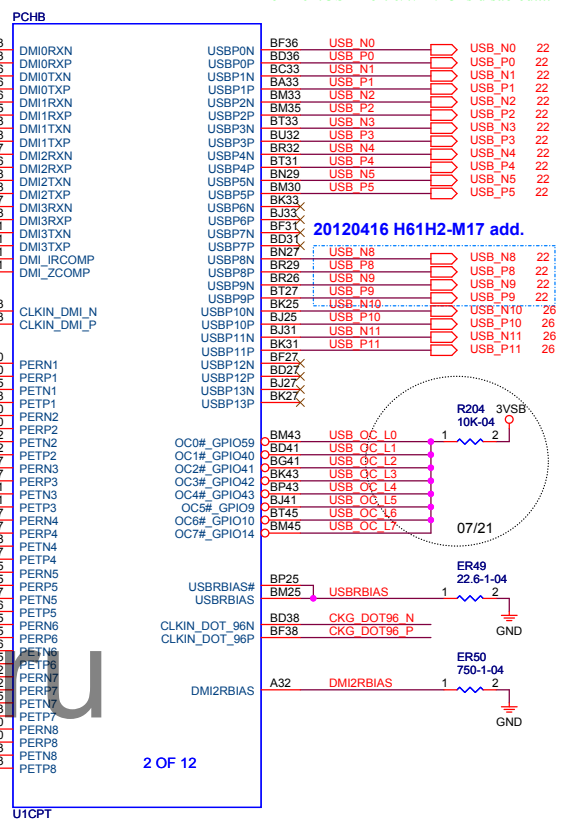 PCHB
DMI0RXN USBP0N BF36 USB_N0 USB_N0 22
DMI0RXP USBP0P BD36 USB_P0 USB_P0 22
DMI0TXN USBP1N BC33 USB_N1 USB_N1 22
DMI0TXP USBP1P BA33 USB_P1 USB_P1 22
DMI1RXN USBP2N BM33 USB_N2 USB_N2 22
DMI1RXP USBP2P BM35 USB_P2 USB_P2 22
DMI1TXN USBP3N BT33 USB_N3 USB_N3 22
DMI1TXP USBP3P BU32 USB_P3 USB_P3 22
DMI2RXN USBP4N BR32 USB_N4 USB_N4 22
DMI2RXP USBP4P BT31 USB_P4 USB_P4 22
DMI2TXN USBP5N BN29 USB_N5 USB_N5 22
DMI2TXP USBP5P BM30 USB_P5 USB_P5 22
DMI3RXN USBP6N BK33
DMI3RXP USBP6P BJ33
DMI3TXN USBP7N BF31 20120416 H61H2-M17 add.
DMI3TXP USBP7P BD31
DMI_IRCOMP USBP8N BN27 USB_N8 USB_N8 22
DMI_ZCOMP USBP8P BR29 USB_P8 USB_P8 22
USBP9N BR26 USB_N9 USB_N9 22
USBP9P BT27 USB_P9 USB_P9 22
CLKIN_DMI_N USBP10N BK25 USB_N10 USB_N10 26
CLKIN_DMI_P USBP10P BJ25 USB_P10 USB_P10 26
USBP11N BJ31 USB_N11 USB_N11 26
USBP11P BK31 USB_P11 USB_P11 26
PERN1 USBP12N BF27
PERP1 USBP12P BD27
PETN1 USBP13N BJ27
PETP1 USBP13P BK27
PERN2 R204 3VSB
PERP2 10K-04
PETN2 OC0#_GPIO59 BM43 USB_OC_L0 1 2
PETP2 OC1#_GPIO40 BD41 USB_OC_L1
PERN3 OC2#_GPIO41 BG41 USB_OC_L2
PERP3 OC3#_GPIO42 BK43 USB_OC_L3
PETN3 OC4#_GPIO43 BP43 USB_OC_L4
PETP3 OC5#_GPIO9 BJ41 USB_OC_L5
PERN4 OC6#_GPIO10 BT45 USB_OC_L6
PERP4 OC7#_GPIO14 BM45 USB_OC_L7 07/21
PETN4
PETP4 ER49
PERN5 22.6-1-04
PERP5 USBRBIAS# BP25
PETN5 USBRBIAS BM25 USBRBIAS 1 2
PETP5
PERN6 CLKIN_DOT_96N BD38 CKG_DOT96_N GND
PERP6 CLKIN_DOT_96P BF38 CKG_DOT96_P
PETN6 ER50
PETP6 750-1-04
PERN7
PERP7 DMI2RBIAS A32 DMI2RBIAS 1 2
PETN7
PETP7 GND
PERN8
PERP8
PETN8 2 OF 12
PETP8
U1CPT
ru